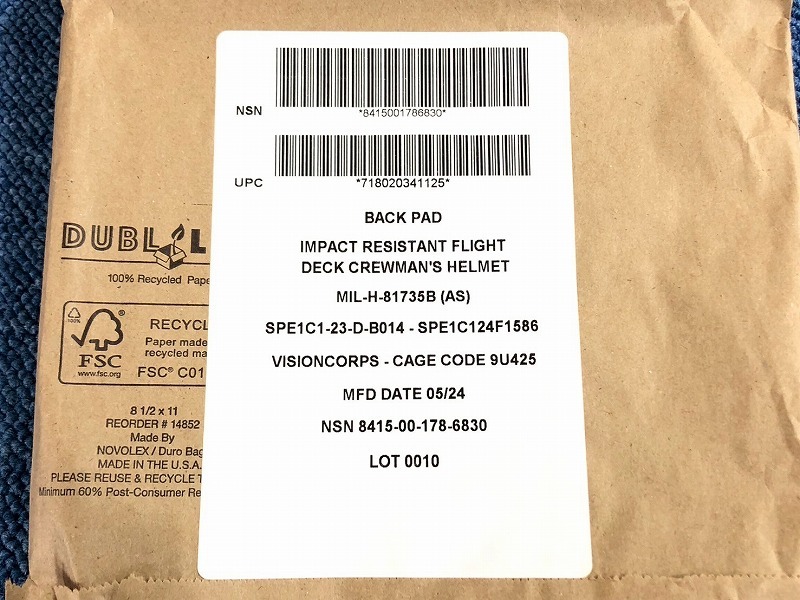 NSN
*8415001786830*
UPC
*718020341125*
BACK PAD
IMPACT RESISTANT FLIGHT
DECK CREWMAN'S HELMET
MIL-H-81735B (AS)
SPE1C1-23-D-B014 - SPE1C124F1586
VISIONCORPS - CAGE CODE 9U425
MFD DATE 05/24
NSN 8415-00-178-6830
LOT 0010
DUBL L
100% Recycled Pape
100%
FSC
www.fsc.org
RECYCL
Paper made
recycled ma
FSC® C01
8 1/2 x 11
REORDER # 14852
Made By
NOVOLEX / Duro Bag
MADE IN THE U.S.A.
PLEASE REUSE & RECYCLE T
Minimum 60% Post-Consumer Re